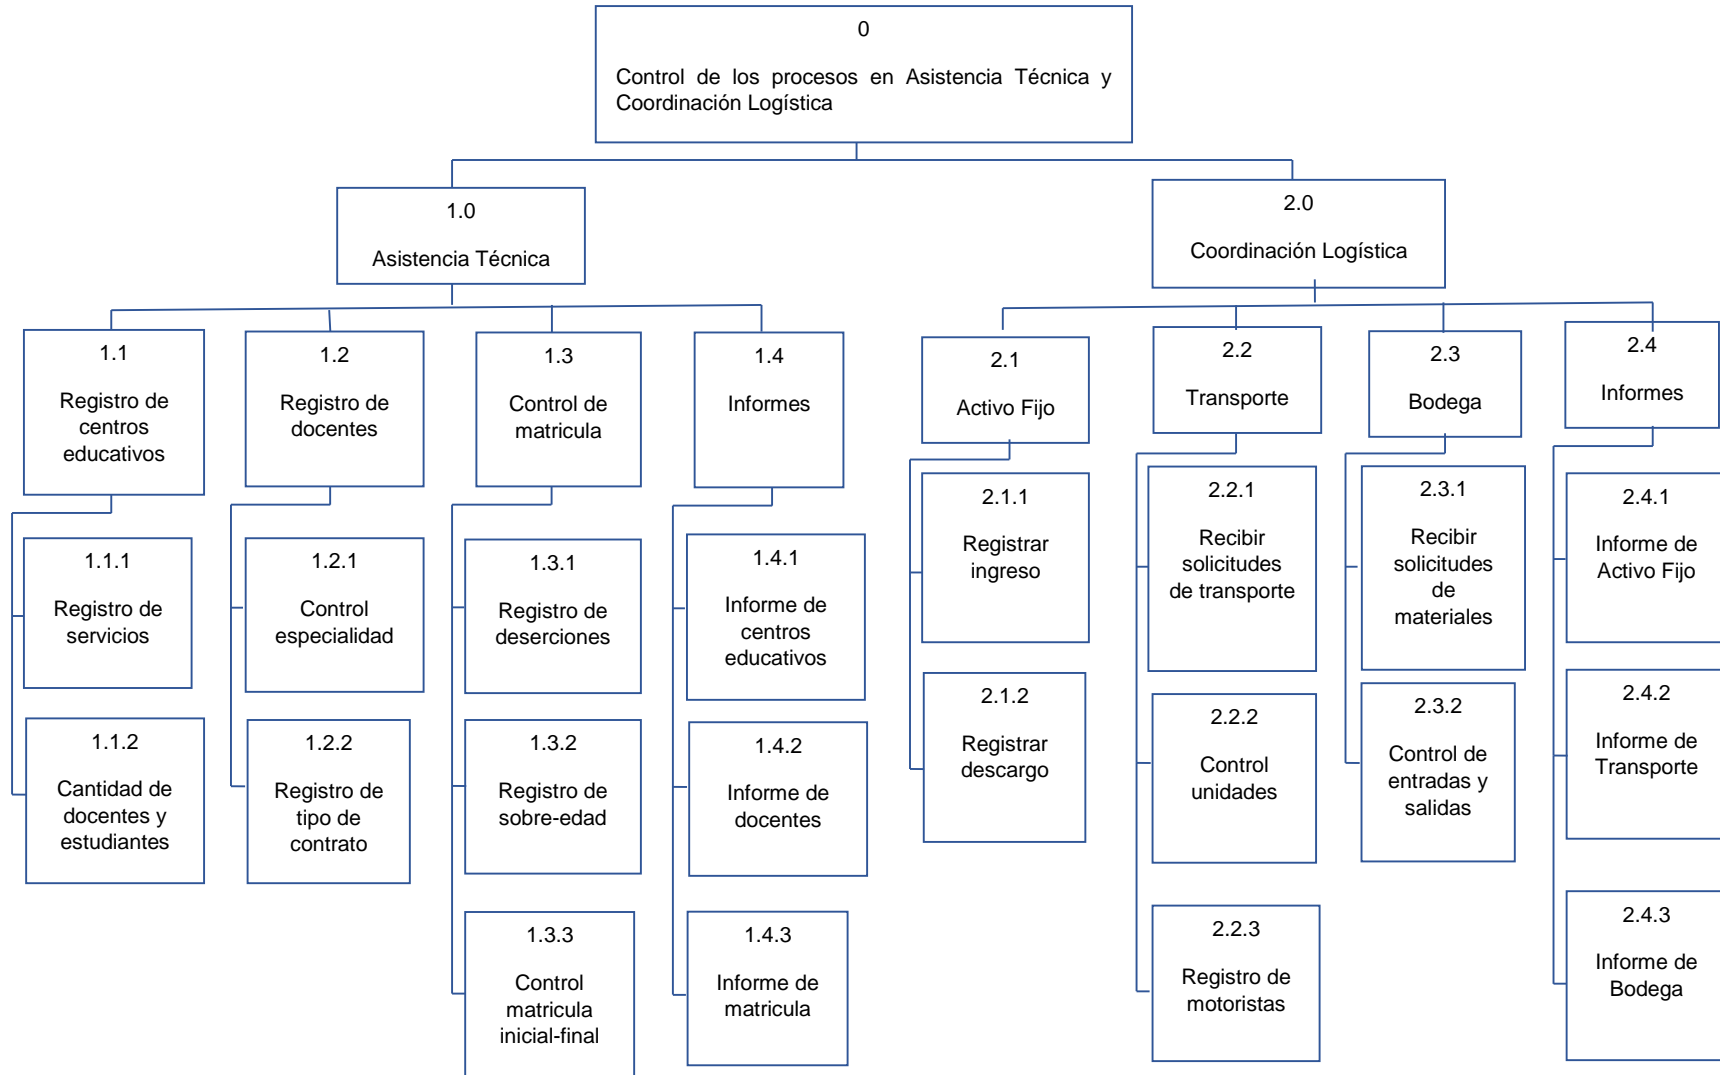 0
Control de los procesos en Asistencia Técnica y
Coordinación Logística
1.0
Asistencia Técnica
2.0
Coordinación Logística
1.1
Registro de
centros
educativos
1.2
Registro de
docentes
1.3
Control de
matricula
1.4
Informes
2.1
Activo Fijo
2.2
Transporte
2.3
Bodega
2.4
Informes
1.1.1
Registro de
servicios
1.2.1
Control
especialidad
1.3.1
Registro de
deserciones
1.4.1
Informe de
centros
educativos
2.1.1
Registrar
ingreso
2.2.1
Recibir
solicitudes
de transporte
2.3.1
Recibir
solicitudes
de
materiales
2.4.1
Informe de
Activo Fijo
1.1.2
Cantidad de
docentes y
estudiantes
1.2.2
Registro de
tipo de
contrato
1.3.2
Registro de
sobre-edad
1.4.2
Informe de
docentes
2.1.2
Registrar
descargo
2.2.2
Control
unidades
2.3.2
Control de
entradas y
salidas
2.4.2
Informe de
Transporte
1.3.3
Control
matricula
inicial-final
1.4.3
Informe de
matricula
2.2.3
Registro de
motoristas
2.4.3
Informe de
Bodega